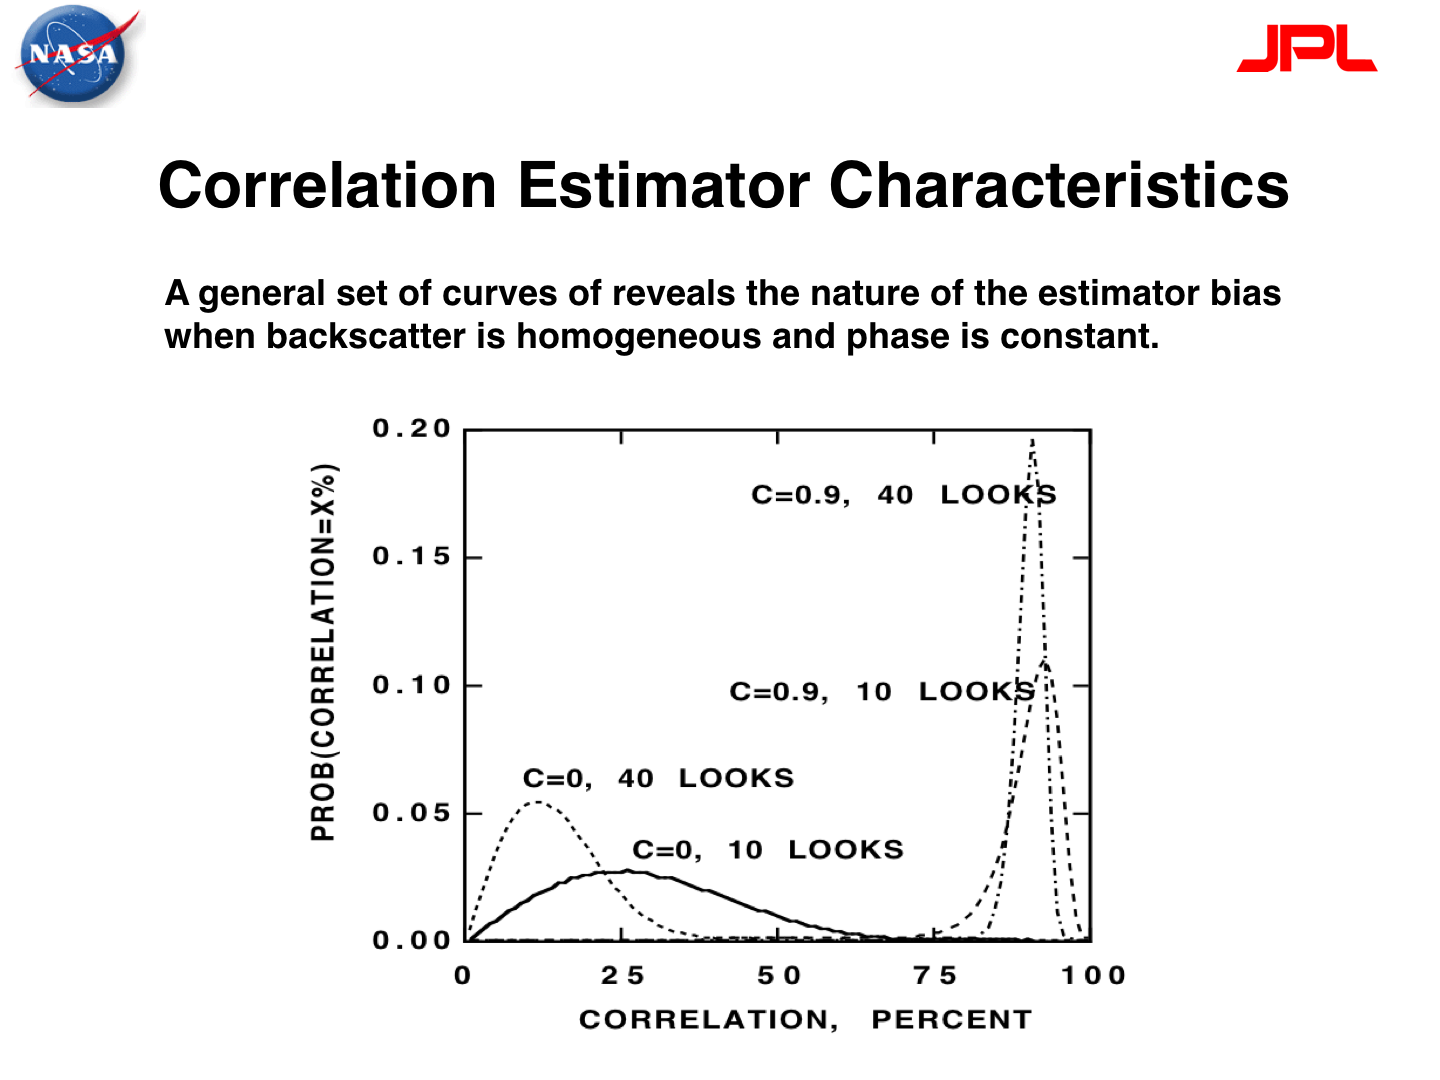 NASA
JPL
Correlation Estimator Characteristics
A general set of curves of reveals the nature of the estimator bias
when backscatter is homogeneous and phase is constant.
PROB(CORRELATION=X%)
0.20
0.15
0.10
0.05
0.00
C=0.9, 40 LOOKS
C=0.9, 10 LOOKS
C=0, 40 LOOKS
C=0, 10 LOOKS
0 25 50 75 100
CORRELATION, PERCENT